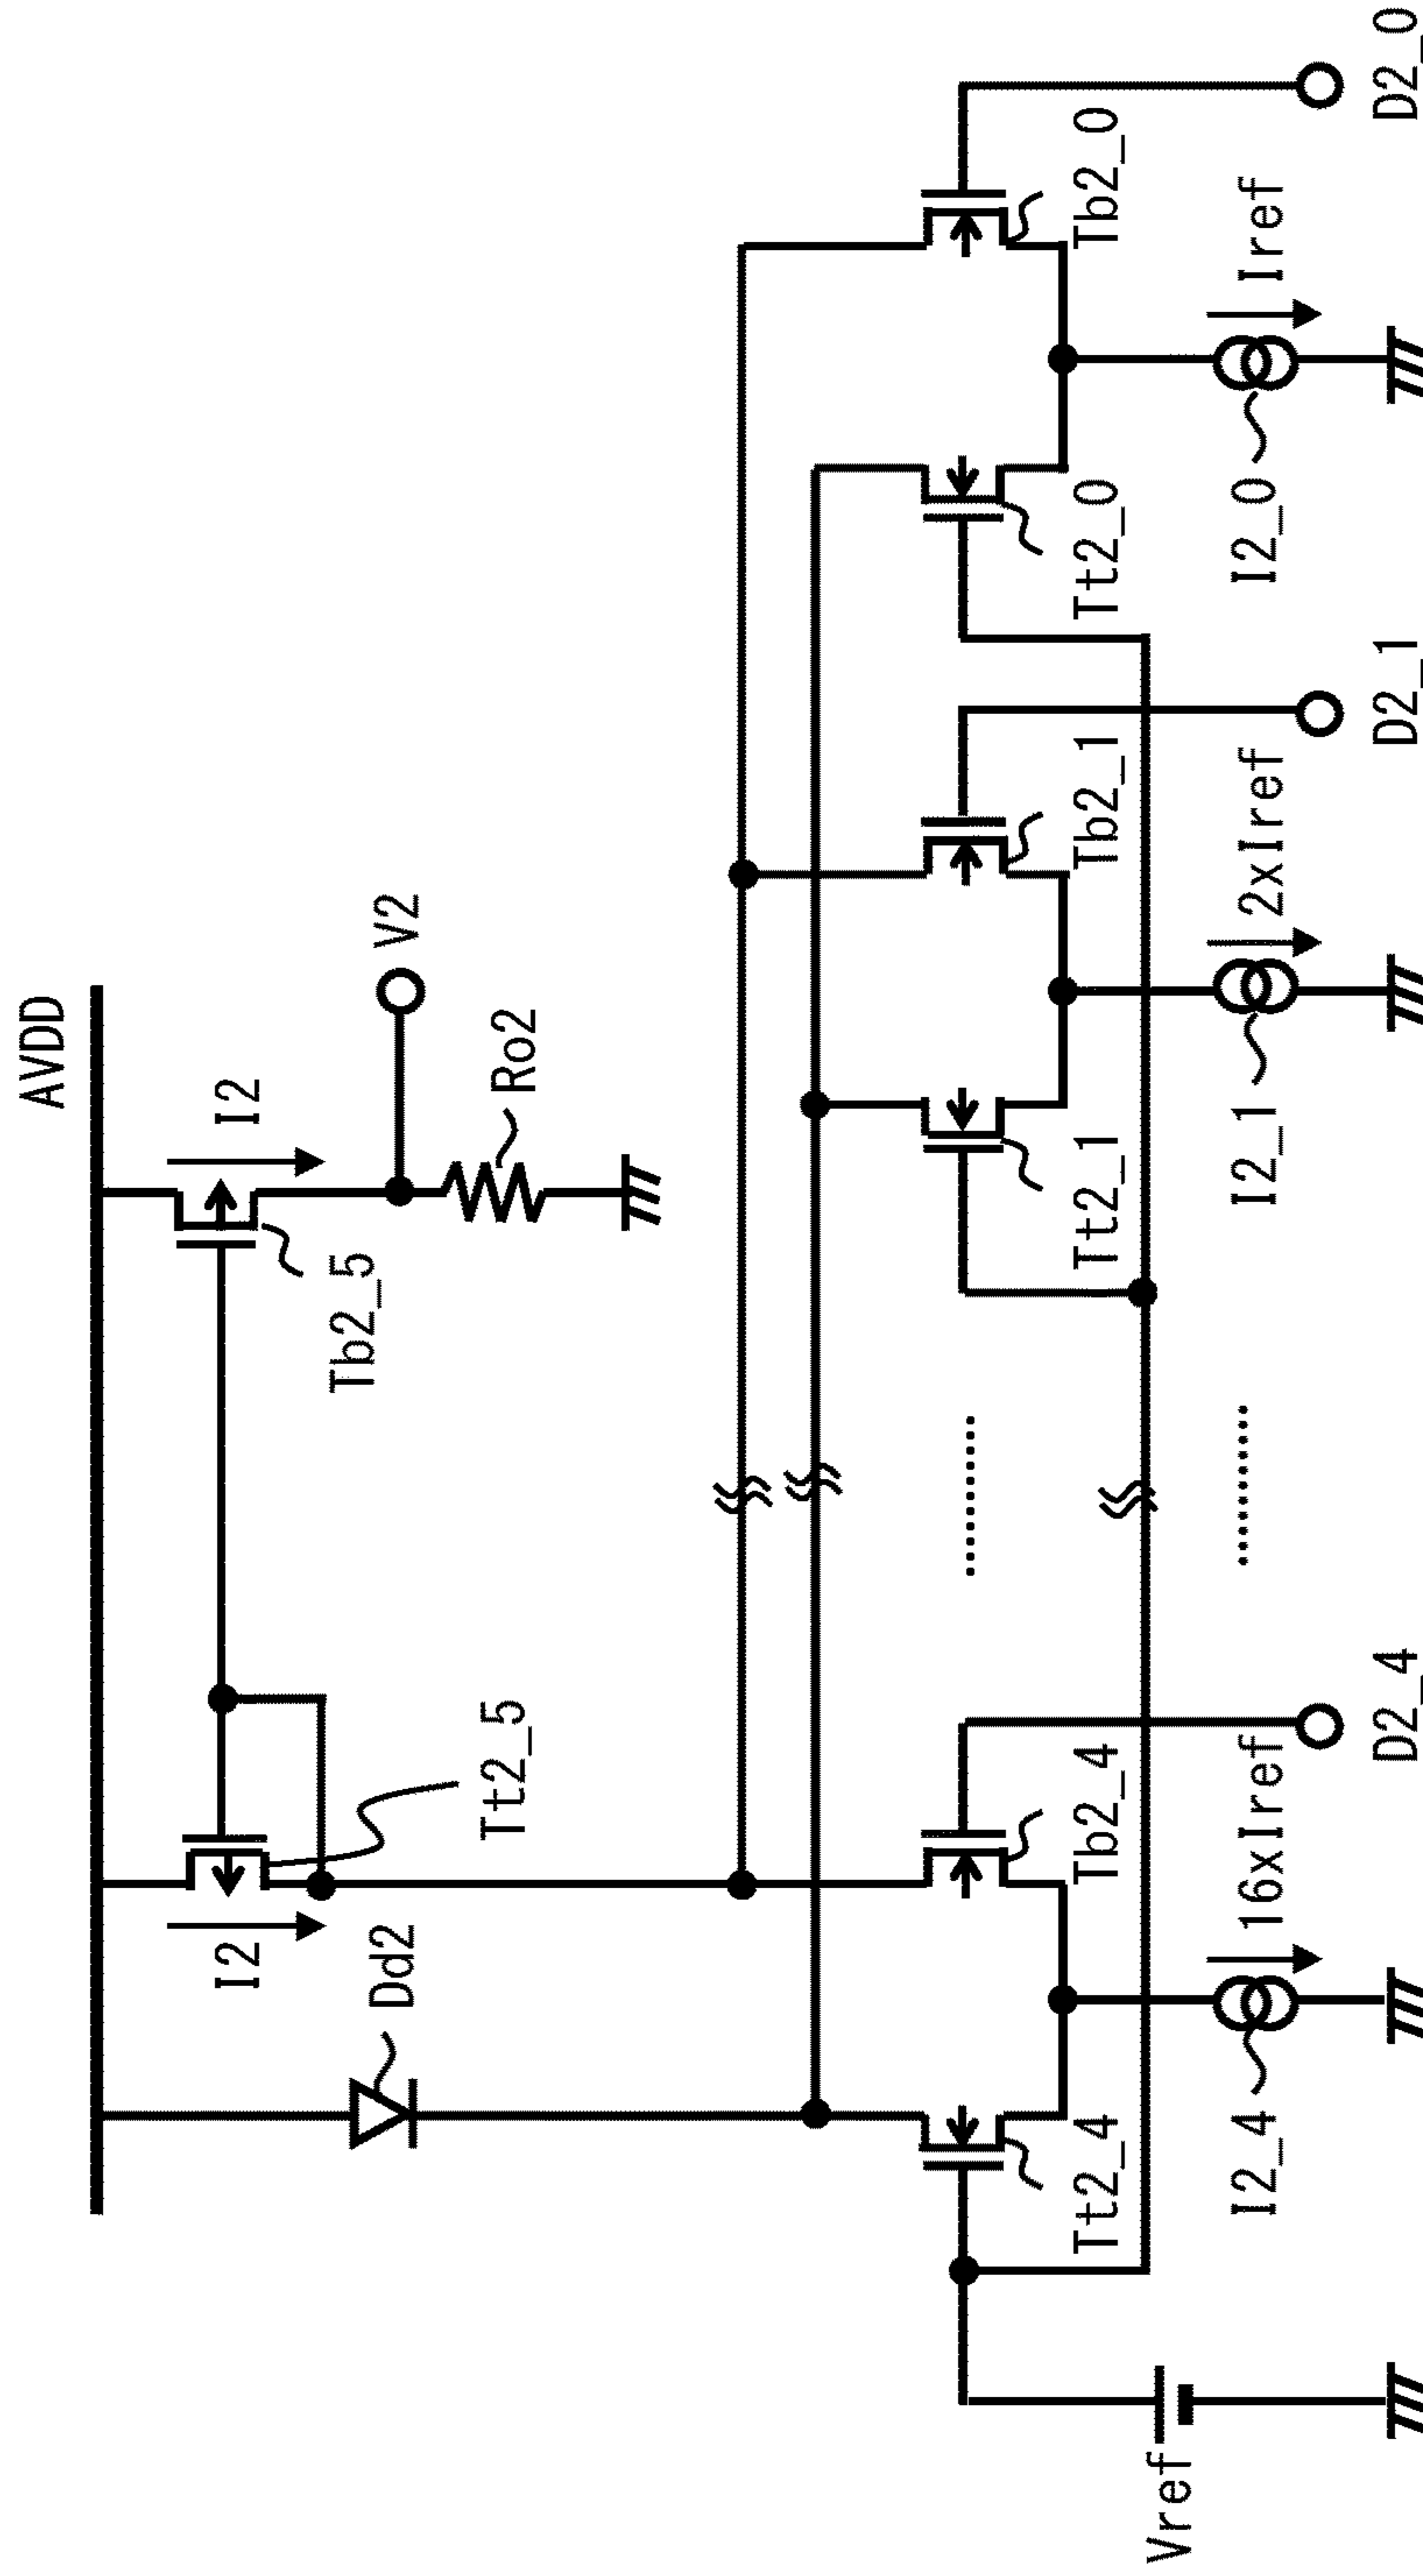 AVDD
I2
I2
V2
Tb2_5
Ro2
Dd2
Tt2_5
Tt2_4
Tb2_4
Tt2_1
Tb2_1
Tt2_0
Tb2_0
Vref
I2_4
16xIref
I2_1
2xIref
I2_0
Iref
D2_4
D2_1
D2_0